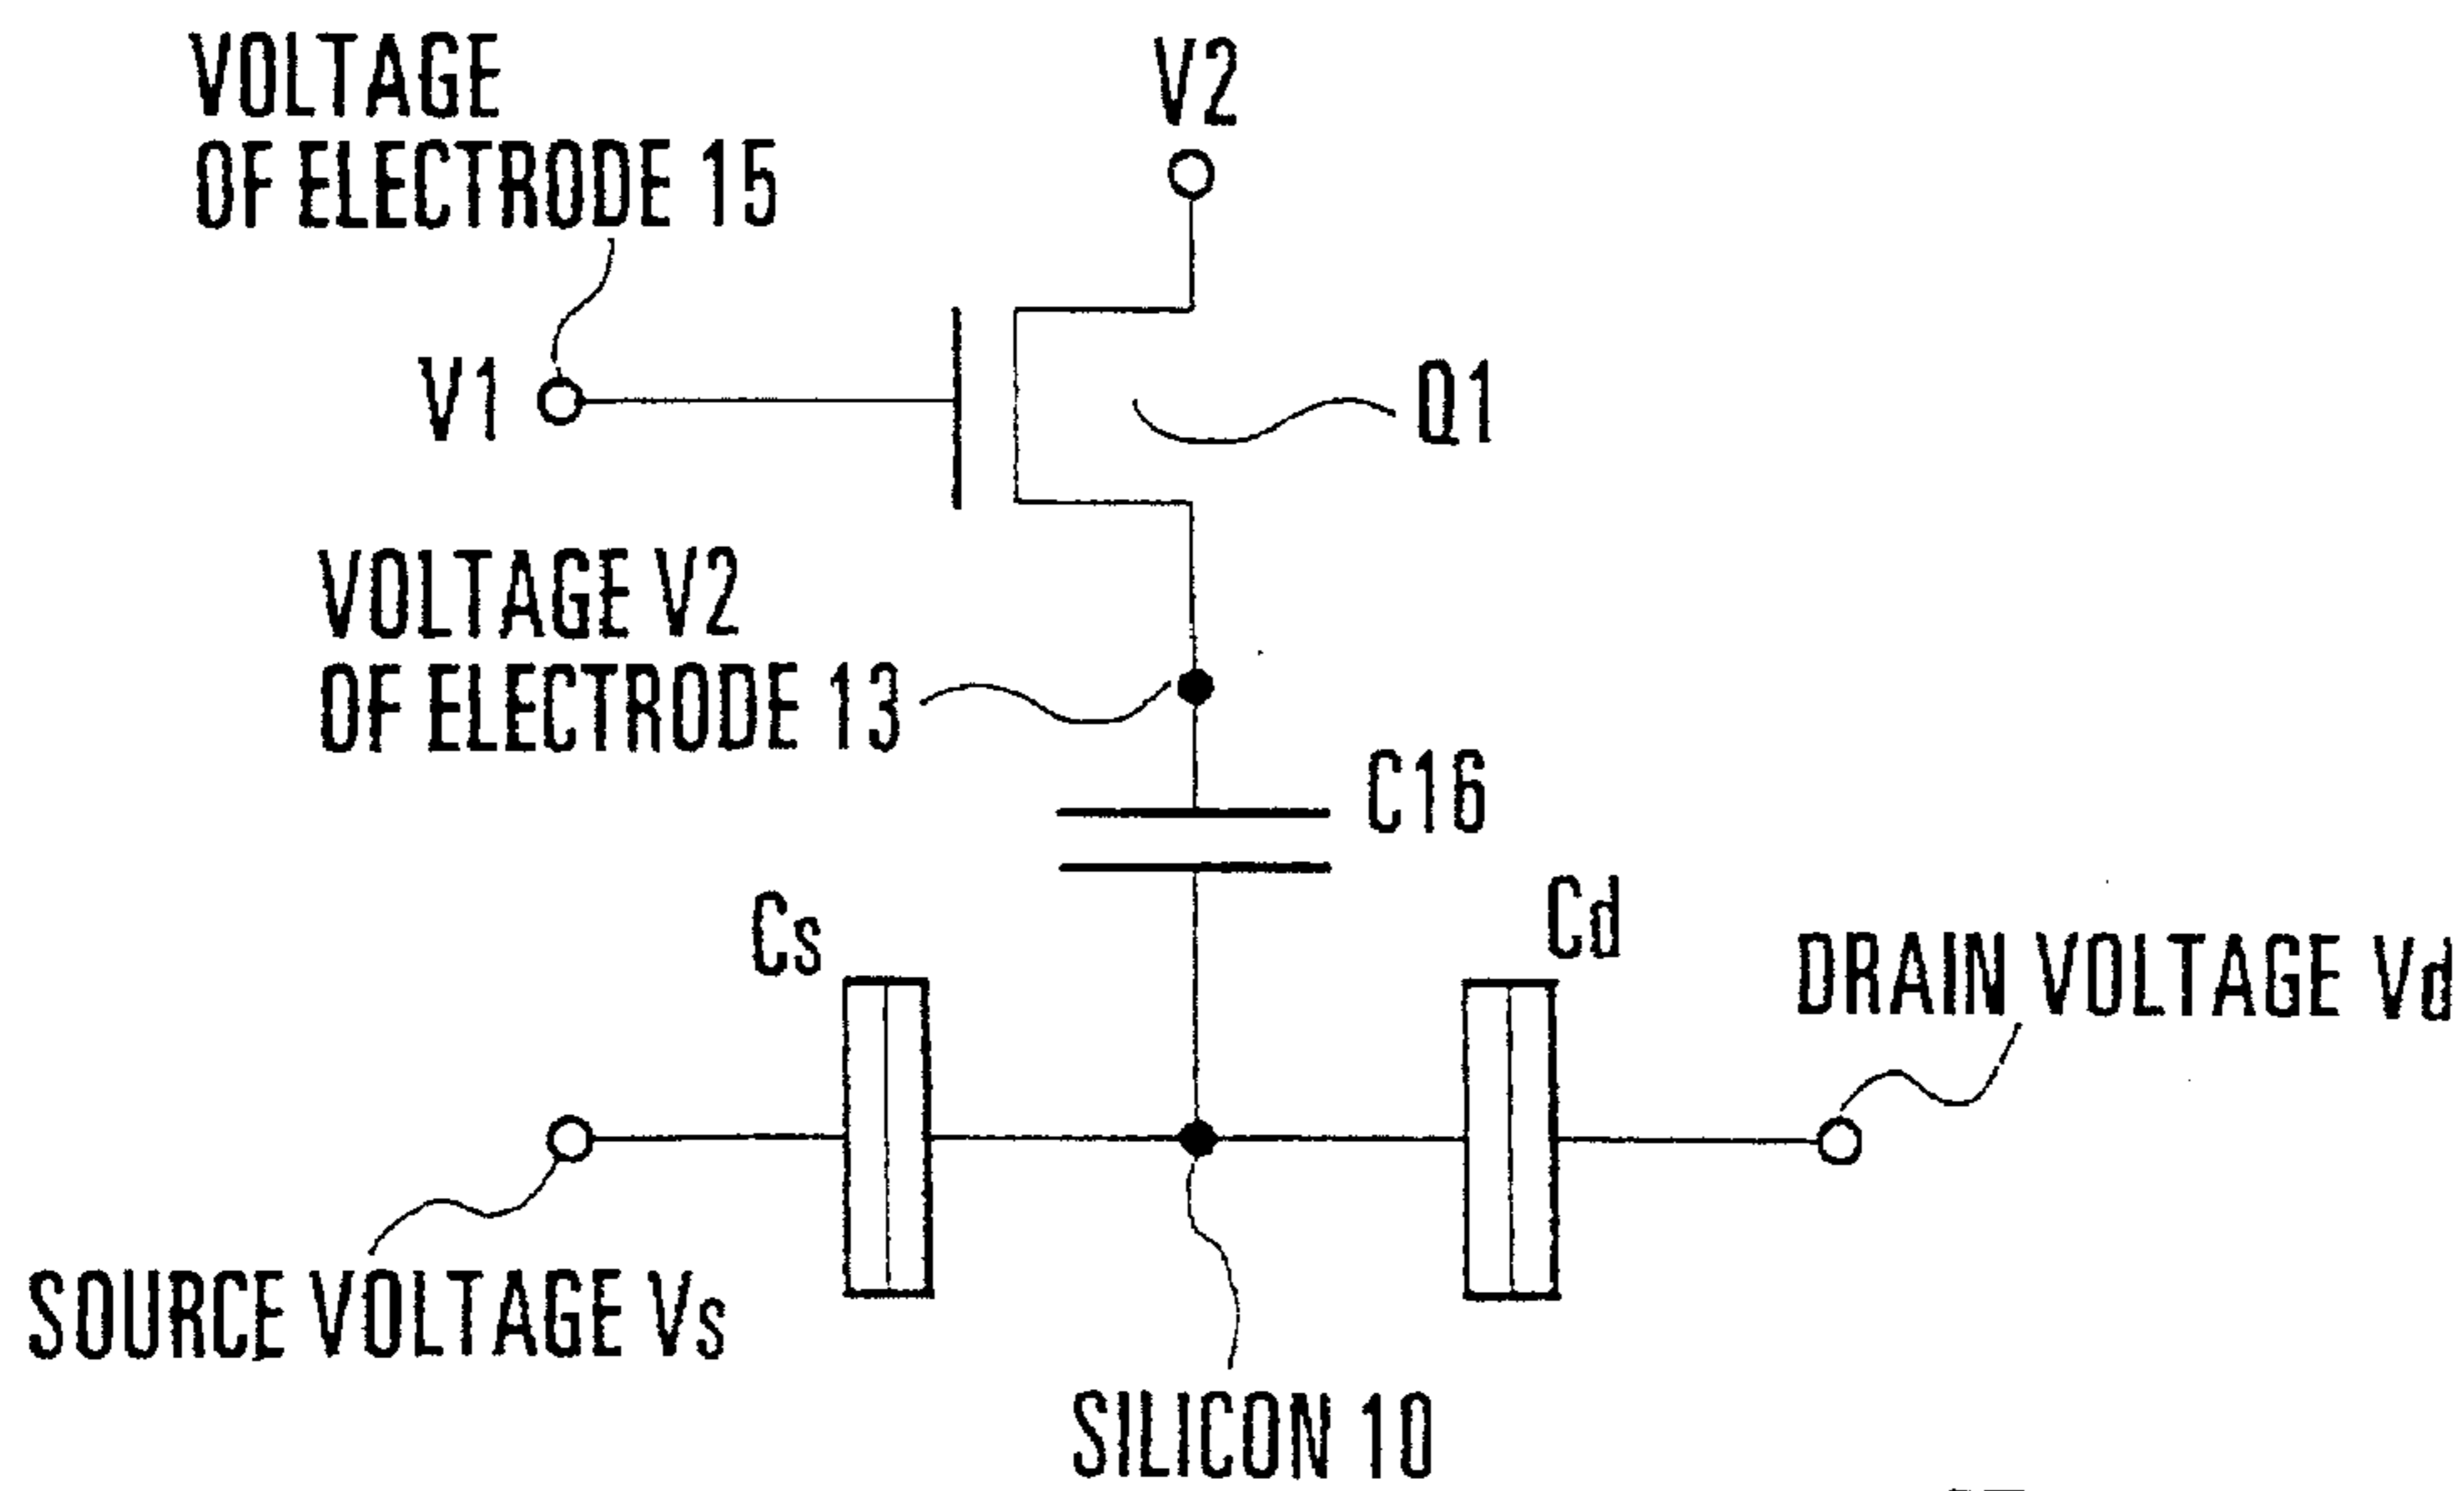 VOLTAGE
OF ELECTRODE 15
V2
V1
Q1
VOLTAGE V2
OF ELECTRODE 13
C16
Cs
Cd
DRAIN VOLTAGE Vd
SOURCE VOLTAGE Vs
SILICON 10